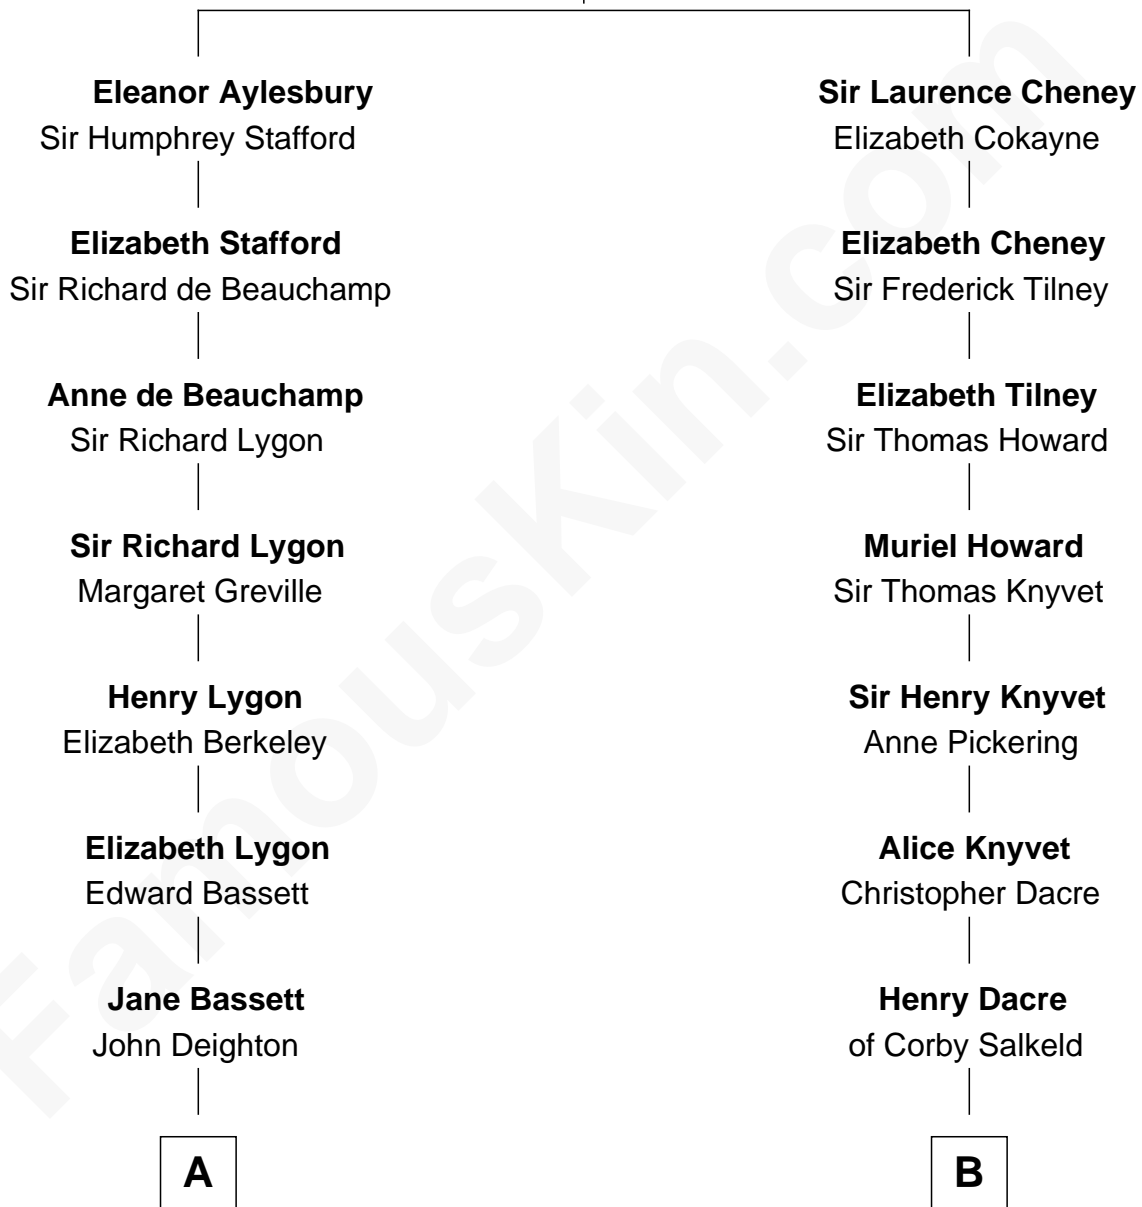 Eleanor Aylesbury
Sir Humphrey Stafford
Elizabeth Stafford
Sir Richard de Beauchamp
Anne de Beauchamp
Sir Richard Lygon
Sir Richard Lygon
Margaret Greville
Henry Lygon
Elizabeth Berkeley
Elizabeth Lygon
Edward Bassett
Jane Bassett
John Deighton
A
Sir Laurence Cheney
Elizabeth Cokayne
Elizabeth Cheney
Sir Frederick Tilney
Elizabeth Tilney
Sir Thomas Howard
Muriel Howard
Sir Thomas Knyvet
Sir Henry Knyvet
Anne Pickering
Alice Knyvet
Christopher Dacre
Henry Dacre
of Corby Salkeld
B
FamousKin.com